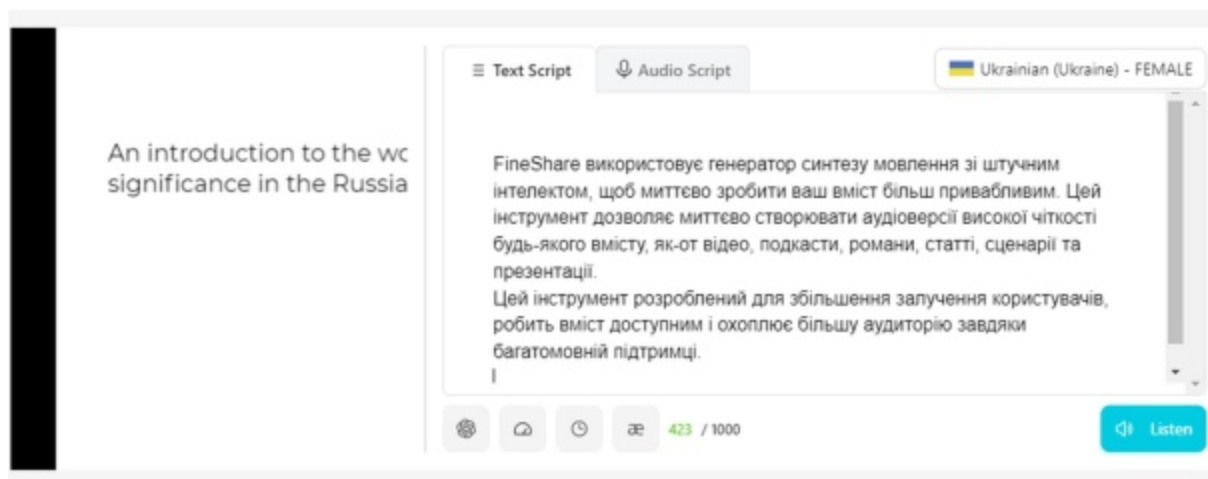 An introduction to the wc
significance in the Russia
Text Script
Audio Script
Ukrainian (Ukraine) - FEMALE
FineShare використовує генератор синтезу мовлення зі штучним
інтелектом, щоб миттєво зробити ваш вміст більш привабливим. Цей
інструмент дозволяє миттєво створювати аудіоверсії високої чіткості
будь-якого вмісту, як-от відео, подкасти, романи, статті, сценарії та
презентації.
Цей інструмент розроблений для збільшення залучення користувачів,
робить вміст доступним і охоплює більшу аудиторію завдяки
багатомовній підтримці.
æ 423 / 1000
Listen